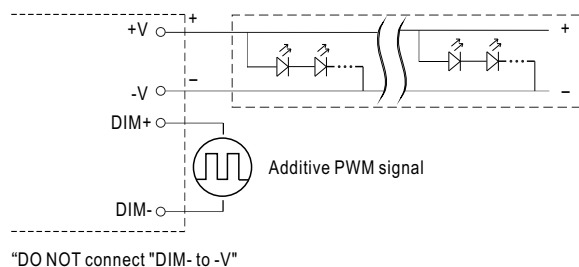 +V
+
+
-V
–
–
DIM+
Additive PWM signal
DIM-
“DO NOT connect "DIM- to -V"